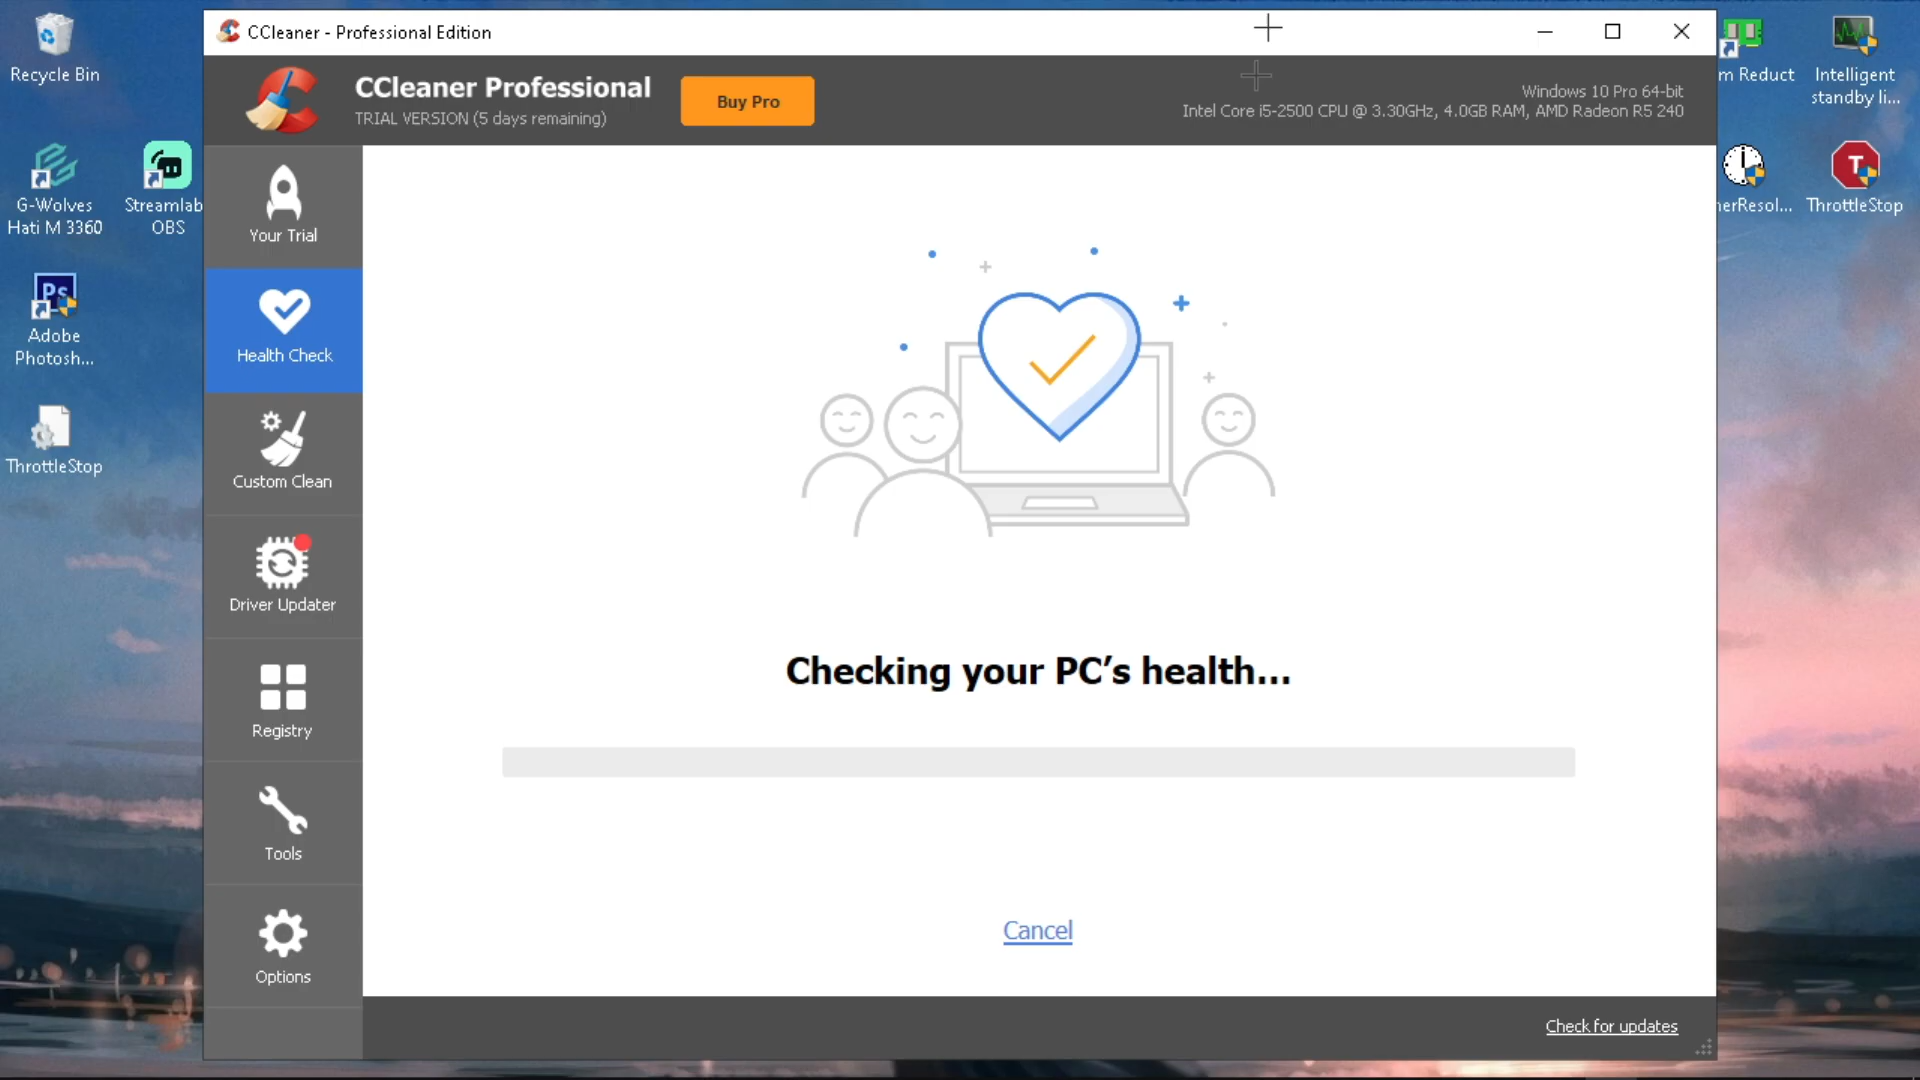 CCleaner - Professional Edition
CCleaner Professional
TRIAL VERSION (5 days remaining)
Buy Pro
Windows 10 Pro 64-bit
Intel Core i5-2500 CPU @ 3.30GHz, 4.0GB RAM, AMD Radeon R5 240
Recycle Bin
G-Wolves
Hati M 3360
Streamlab
OBS
Ps
Adobe
Photosh...
ThrottleStop
Your Trial
Health Check
Custom Clean
Driver Updater
Registry
Tools
Options
Checking your PC’s health...
Cancel
Check for updates
m Reduct
Intelligent
standby li...
nerResol...
T
ThrottleStop